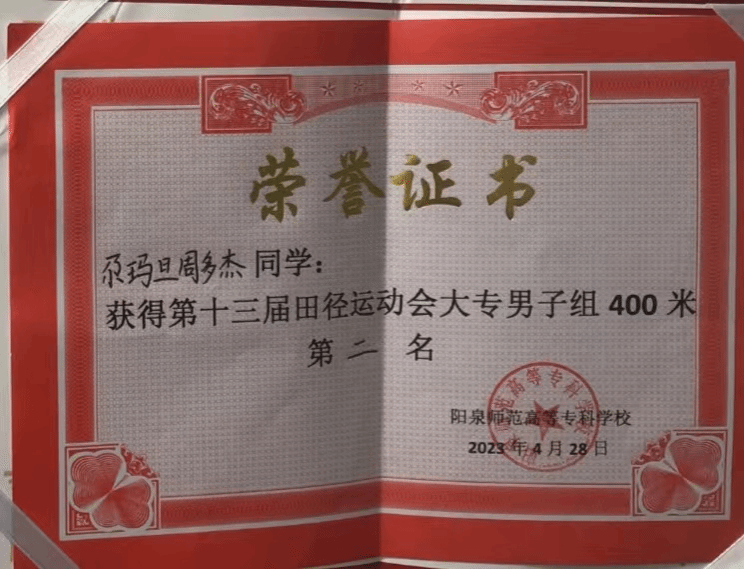 荣誉证书
尕玛旦周多杰 同学：
获得第十三届田径运动会大专男子组 400 米
第 二 名
阳泉师范高等专科学校
2023 年 4 月 28 日